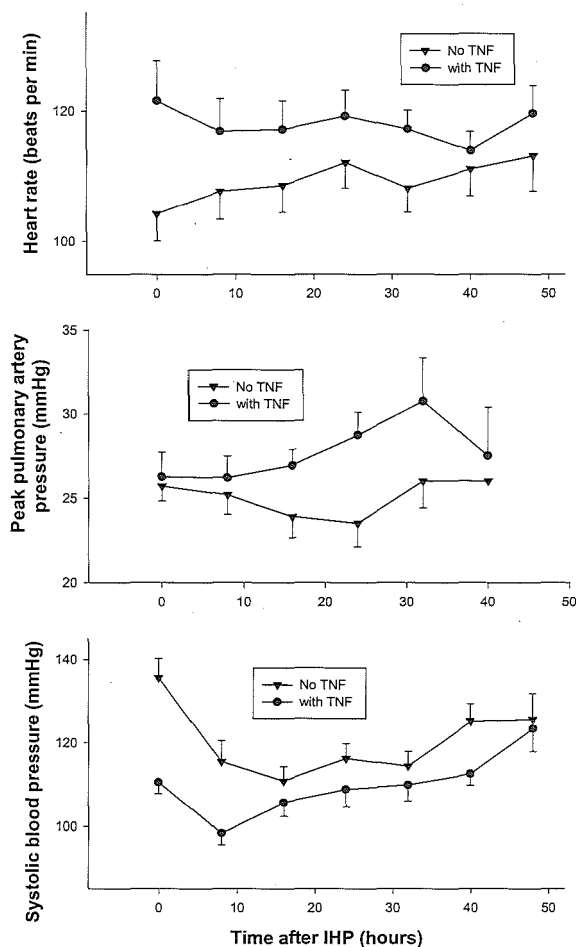 Heart rate (beats per min)
120
100
No TNF
with TNF
0
10
20
30
40
50
Peak pulmonary artery
pressure (mmHg)
35
30
25
20
No TNF
with TNF
0
10
20
30
40
50
Systolic blood pressure (mmHg)
140
120
100
No TNF
with TNF
0
10
20
30
40
50
Time after IHP (hours)